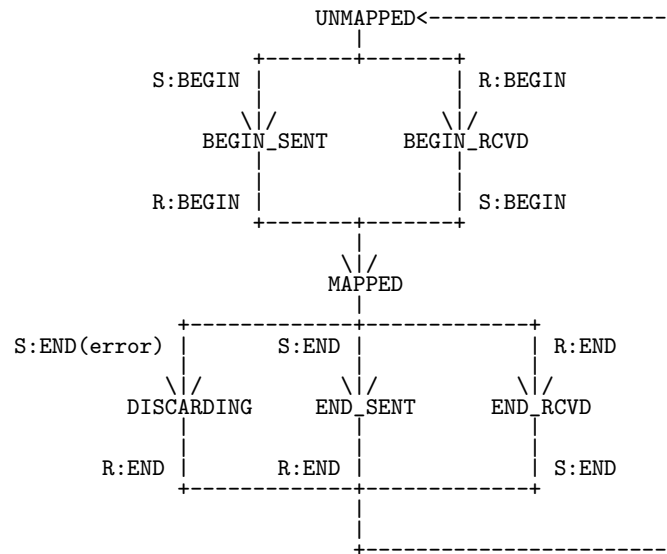 UNMAPPED<-------------------
|
+-------+-------+
S:BEGIN | | R:BEGIN
| |
\|/ \|/
BEGIN_SENT BEGIN_RCVD
| |
| |
R:BEGIN | | S:BEGIN
+-------+-------+
|
\|/
MAPPED
|
+-------------+-------------+
S:END(error) | S:END | | R:END
| | |
\|/ \|/ \|/
DISCARDING END_SENT END_RCVD
| | |
| | |
R:END | R:END | | S:END
+-------------+-------------+
|
|
+-------------------------